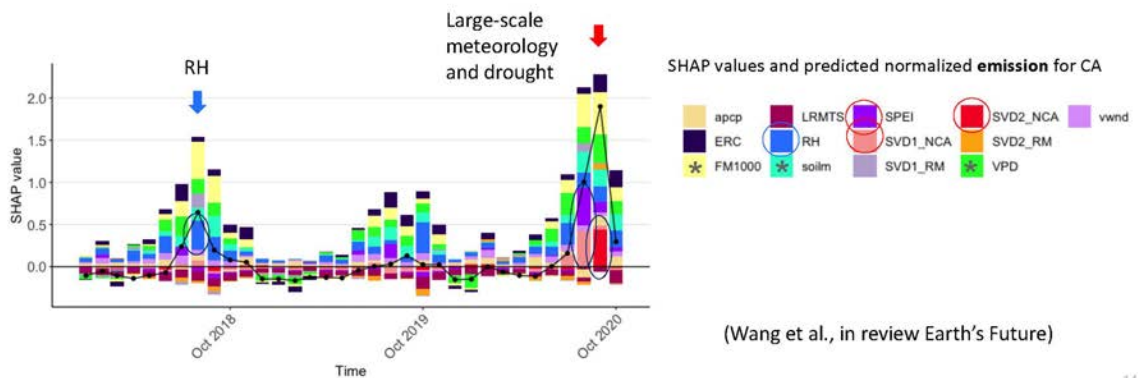 Large-scale
meteorology
and drought
RH
SHAP values and predicted normalized emission for CA
apcp LRMTS SPEI SVD2_NCA vwnd
ERC RH SVD1_NCA SVD2_RM
* FM1000 * soilm SVD1_RM * VPD
SHAP value
2.0
1.5
1.0
0.5
0.0
Oct 2018
Oct 2019
Oct 2020
Time
(Wang et al., in review Earth's Future)